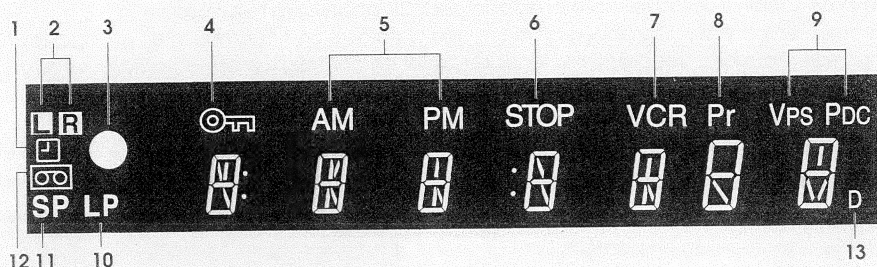 1 2 3 4 5 6 7 8 9
L R AM PM STOP VCR Pr VPS PDC
SP LP D
12 11 10 13